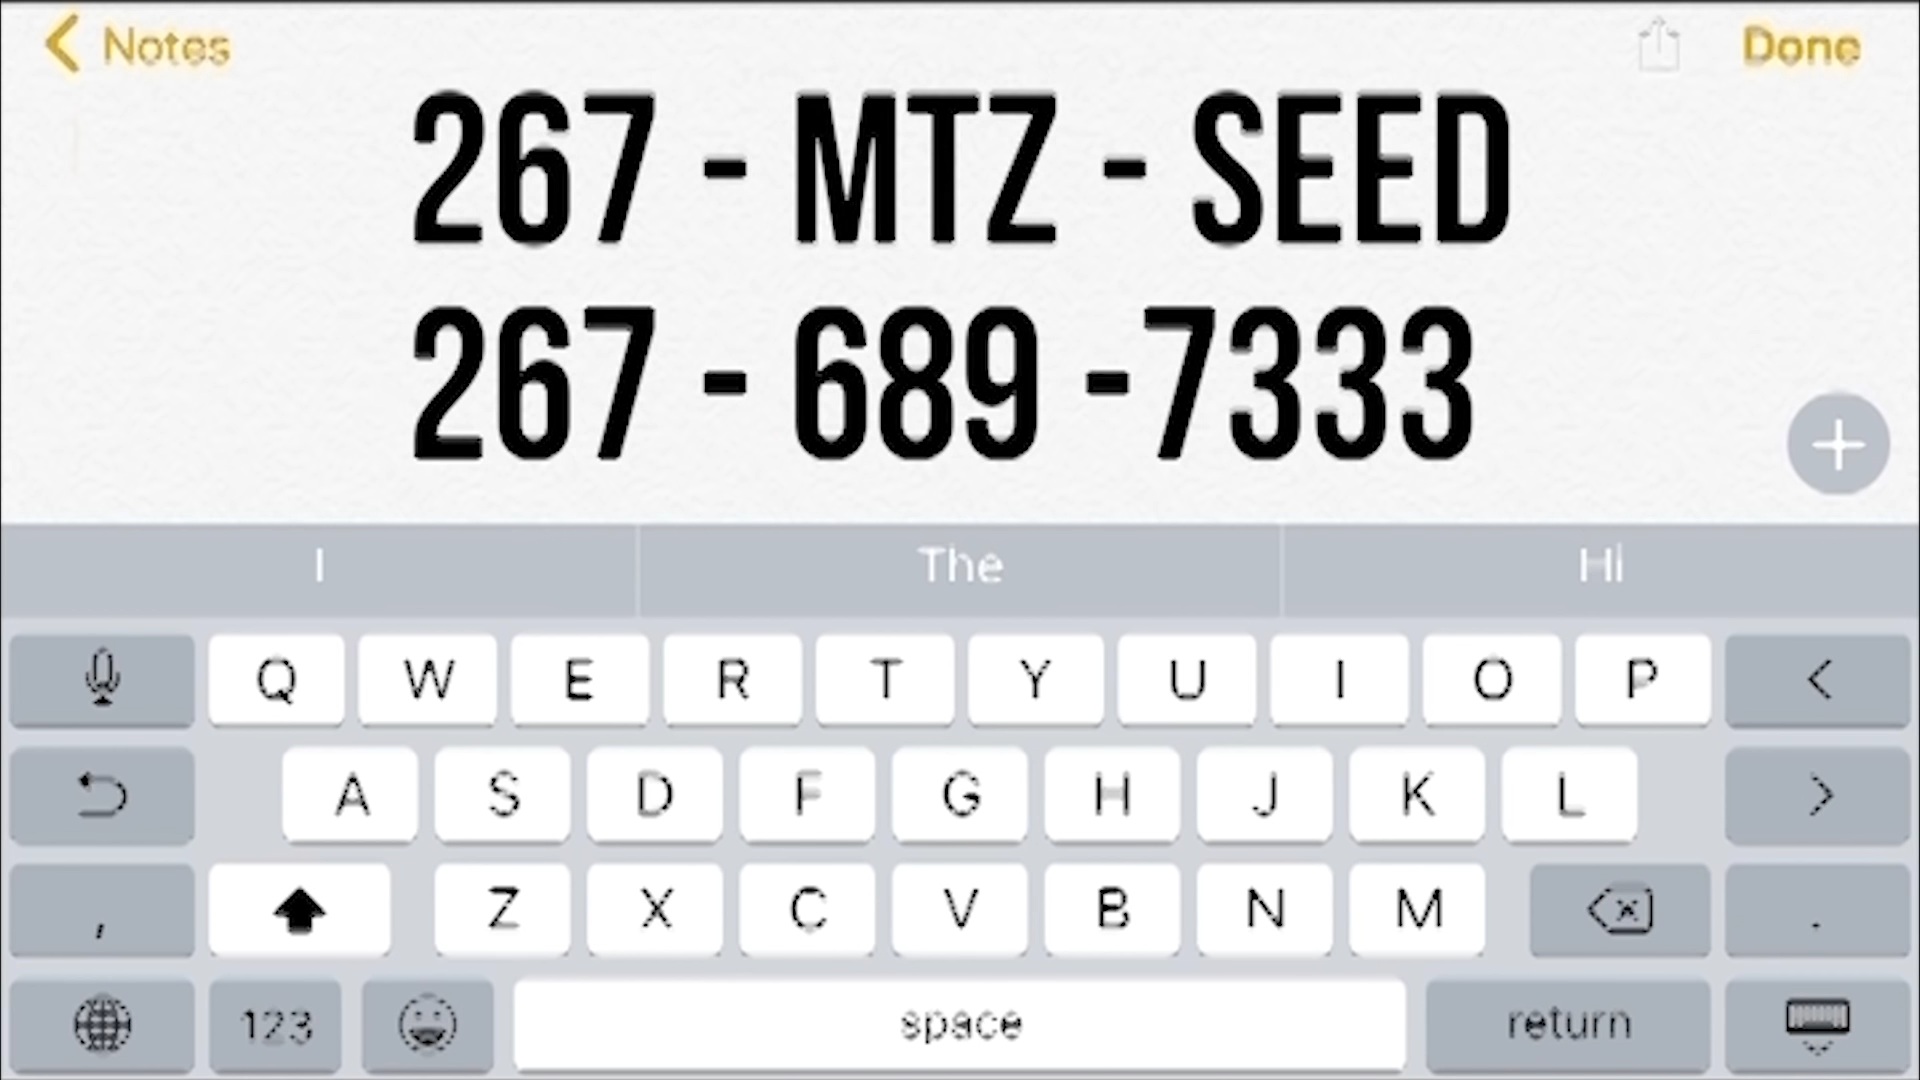 Notes Done
267 - MTZ - SEED
267 - 689 -7333
I The Hi
Q W E R T Y U I O P <
A S D F G H J K L >
, Z X C V B N M .
123 space return